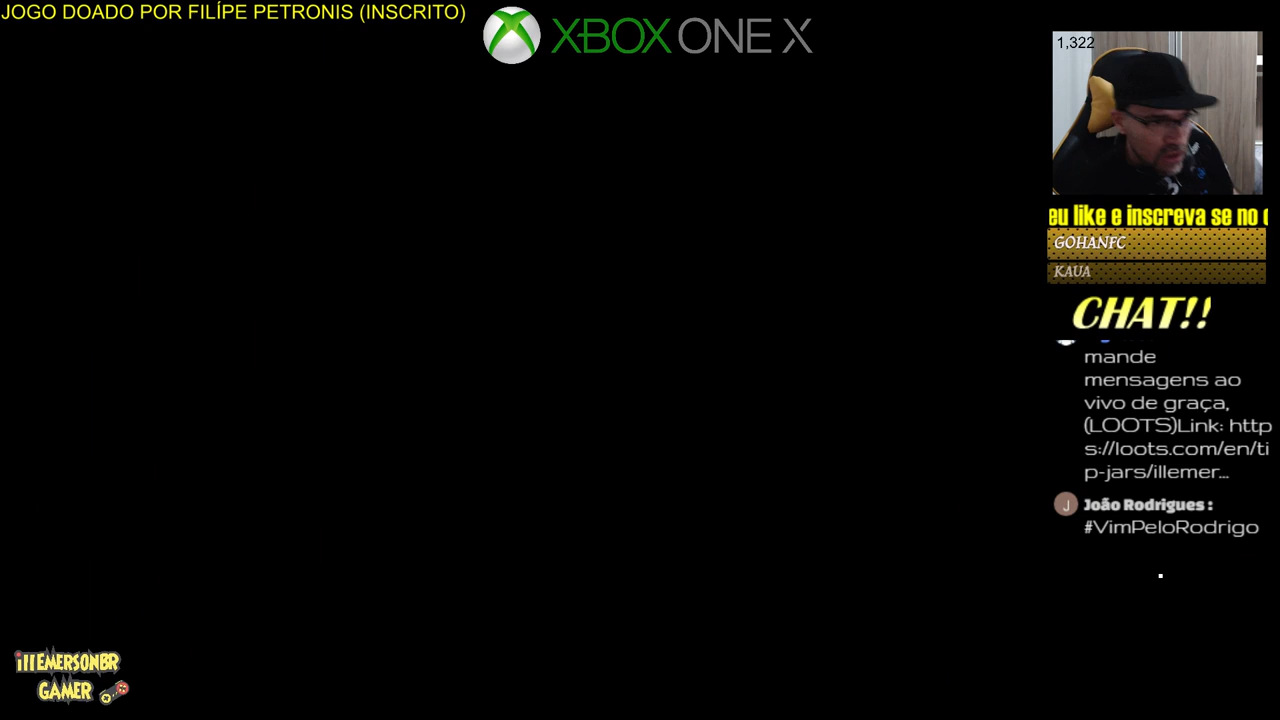 JOGO DOADO POR FILÍPE PETRONIS (INSCRITO)
XBOX ONE X
1,322
eu like e inscreva se no
GOHANFC
KAUA
CHAT!!
mande
mensagens ao
vivo de graça,
(LOOTS)Link: http
s://loots.com/en/ti
p-jars/illemer...
João Rodrigues :
#VimPeloRodrigo
illEMERSONBR
GAMER